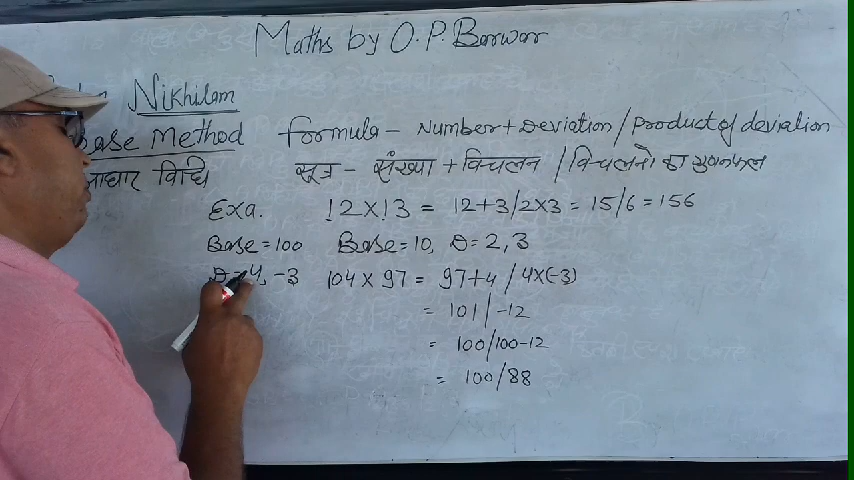 Maths by O.P. Barwar
Nikhilam
Base Method
आधार विधि
Formula - Number + Deviation / Product of deviation
सूत्र - संख्या + विचलन / विचलनो का गुणनफल
Exa. 12 X 13 = 12+3/2x3 = 15/6 = 156
Base = 100 Base = 10, D = 2, 3
D = 4, -3 104 x 97 = 97+4 / 4x(-3)
= 101 / -12
= 100/100-12
= 100/88